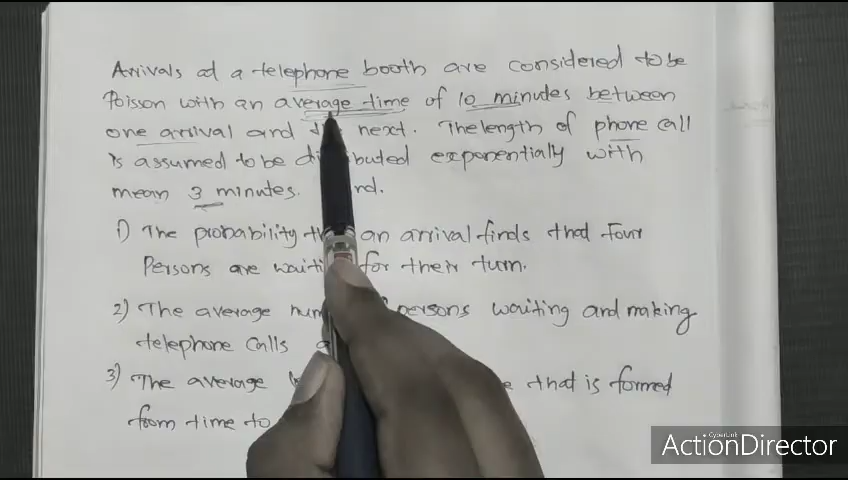 Arrivals at a telephone booth are considered to be
Poisson with an average time of 10 minutes between
one arrival and next. The length of phone call
is assumed to be distributed exponentially with
mean 3 minutes.
1) The probability an arrival finds that four
Persons are for their turn.
2) The average persons waiting and making
telephone calls
3) The average that is formed
from time to
CyberLink
ActionDirector